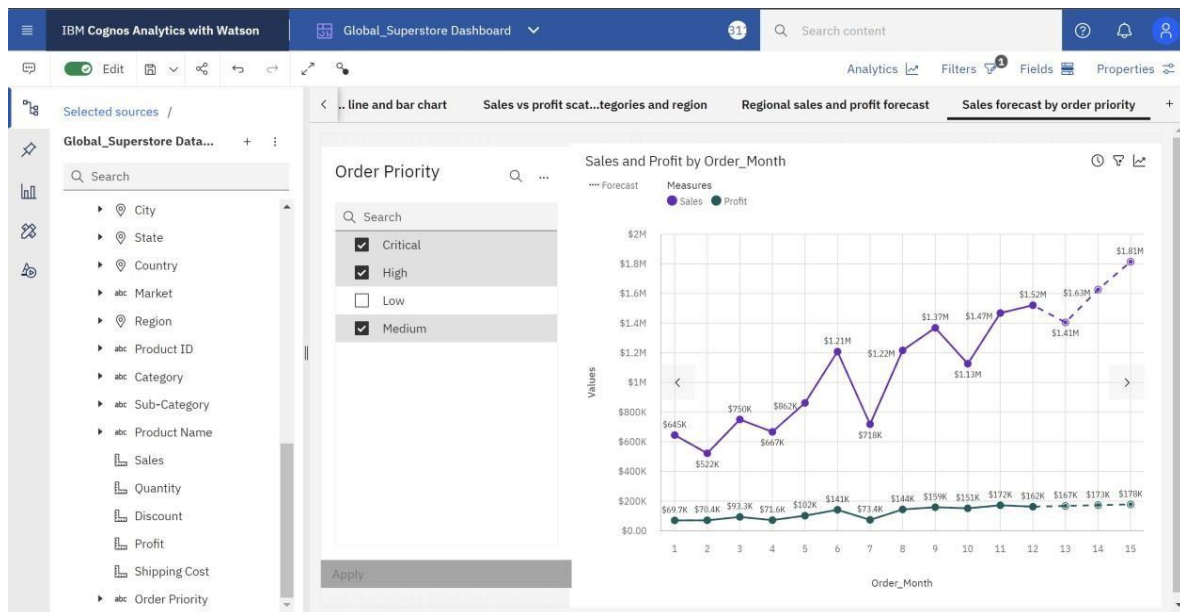 IBM Cognos Analytics with Watson
Global_Superstore Dashboard
Search content
Edit
Analytics
Filters
1
Fields
Properties
Selected sources /
Global_Superstore Data...
Search
City
State
Country
abc Market
Region
abc Product ID
abc Category
abc Sub-Category
abc Product Name
Sales
Quantity
Discount
Profit
Shipping Cost
abc Order Priority
... line and bar chart
Sales vs profit scat...tegories and region
Regional sales and profit forecast
Sales forecast by order priority
Order Priority
Search
Critical
High
Low
Medium
Apply
Sales and Profit by Order_Month
Forecast
Measures
Sales
Profit
Values
$2M
$1.8M
$1.6M
$1.4M
$1.2M
$1M
$800K
$600K
$400K
$200K
$0.00
$645K
$522K
$750K
$667K
$862K
$1.21M
$718K
$1.22M
$1.37M
$1.13M
$1.47M
$1.52M
$1.41M
$1.63M
$1.81M
$69.7K
$70.4K
$93.3K
$71.6K
$102K
$141K
$73.4K
$144K
$159K
$151K
$172K
$162K
$167K
$173K
$178K
1 2 3 4 5 6 7 8 9 10 11 12 13 14 15
Order_Month